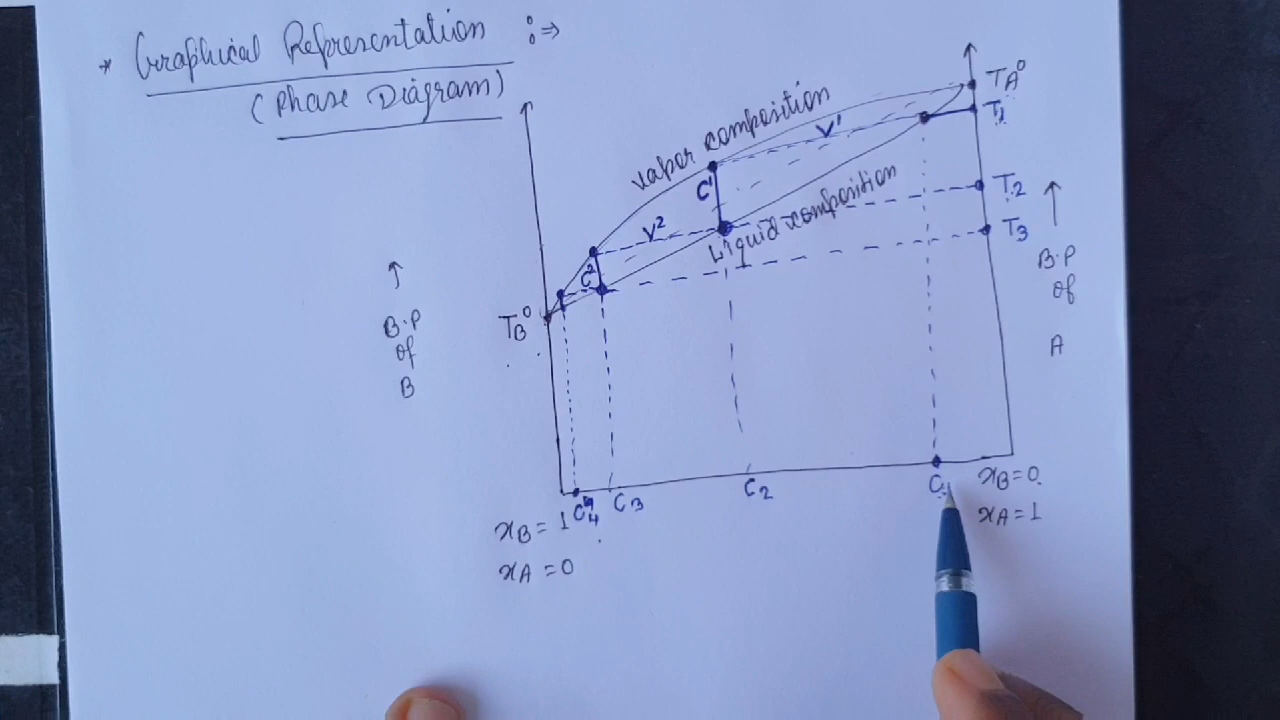 * Graphical Representation :⇒
(Phase Diagram)
TA°
T1
T2
T3
vapor composition
V'
C'
Liquid composition
V²
C²
TB°
↑
B.P
of
B
↑
B.P
of
A
C4
C3
C2
C1
xB = 1
xA = 0
xB = 0
xA = 1